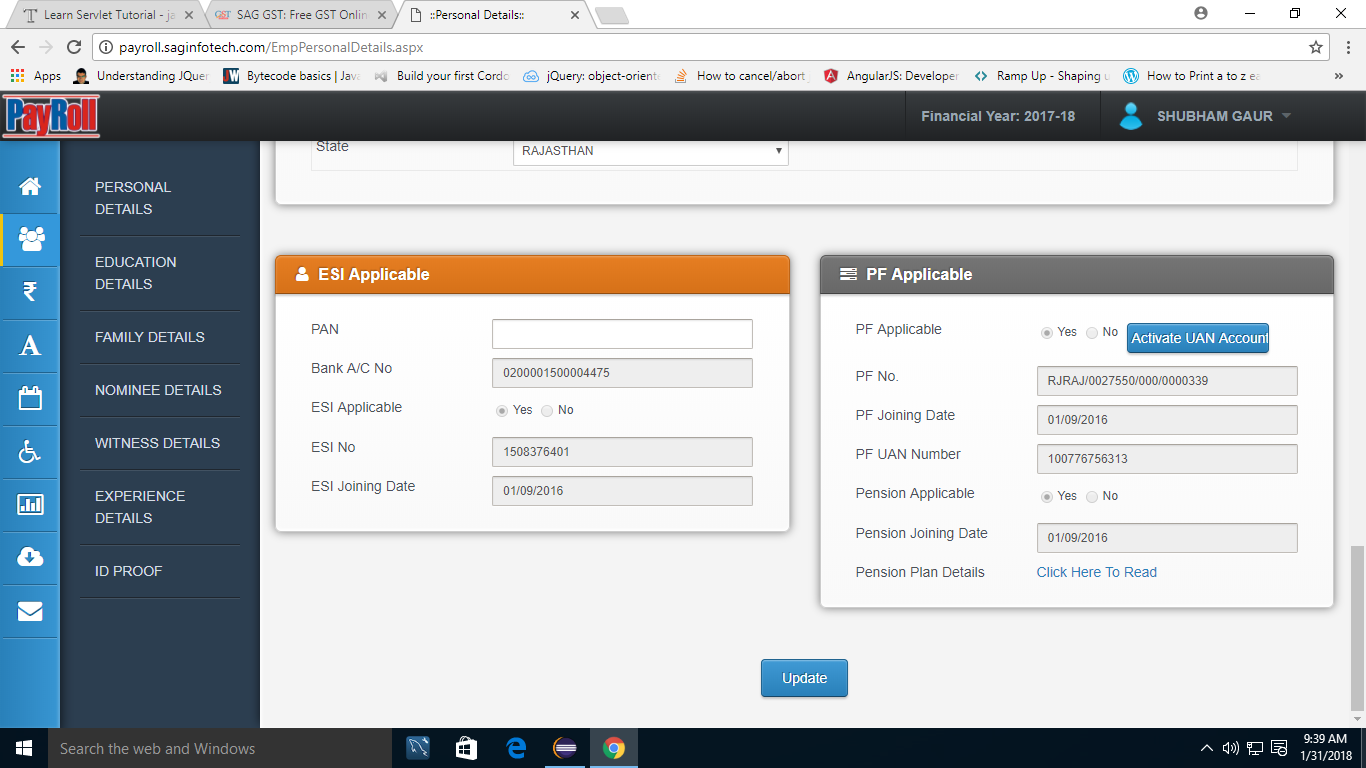 Learn Servlet Tutorial - ja
SAG GST: Free GST Onlin
::Personal Details::
payroll.saginfotech.com/EmpPersonalDetails.aspx
Apps
Understanding JQuer
Bytecode basics | Java
Build your first Cordo
jQuery: object-oriente
How to cancel/abort
AngularJS: Developer
Ramp Up - Shaping u
How to Print a to z ea
»
PayRoll
Financial Year: 2017-18
SHUBHAM GAUR
PERSONAL
DETAILS
EDUCATION
DETAILS
FAMILY DETAILS
NOMINEE DETAILS
WITNESS DETAILS
EXPERIENCE
DETAILS
ID PROOF
State
RAJASTHAN
ESI Applicable
PAN
Bank A/C No
0200001500004475
ESI Applicable
Yes No
ESI No
1508376401
ESI Joining Date
01/09/2016
PF Applicable
PF Applicable
Yes No
Activate UAN Account
PF No.
RJRAJ/0027550/000/0000339
PF Joining Date
01/09/2016
PF UAN Number
100776756313
Pension Applicable
Yes No
Pension Joining Date
01/09/2016
Pension Plan Details
Click Here To Read
Update
Search the web and Windows
9:39 AM
1/31/2018